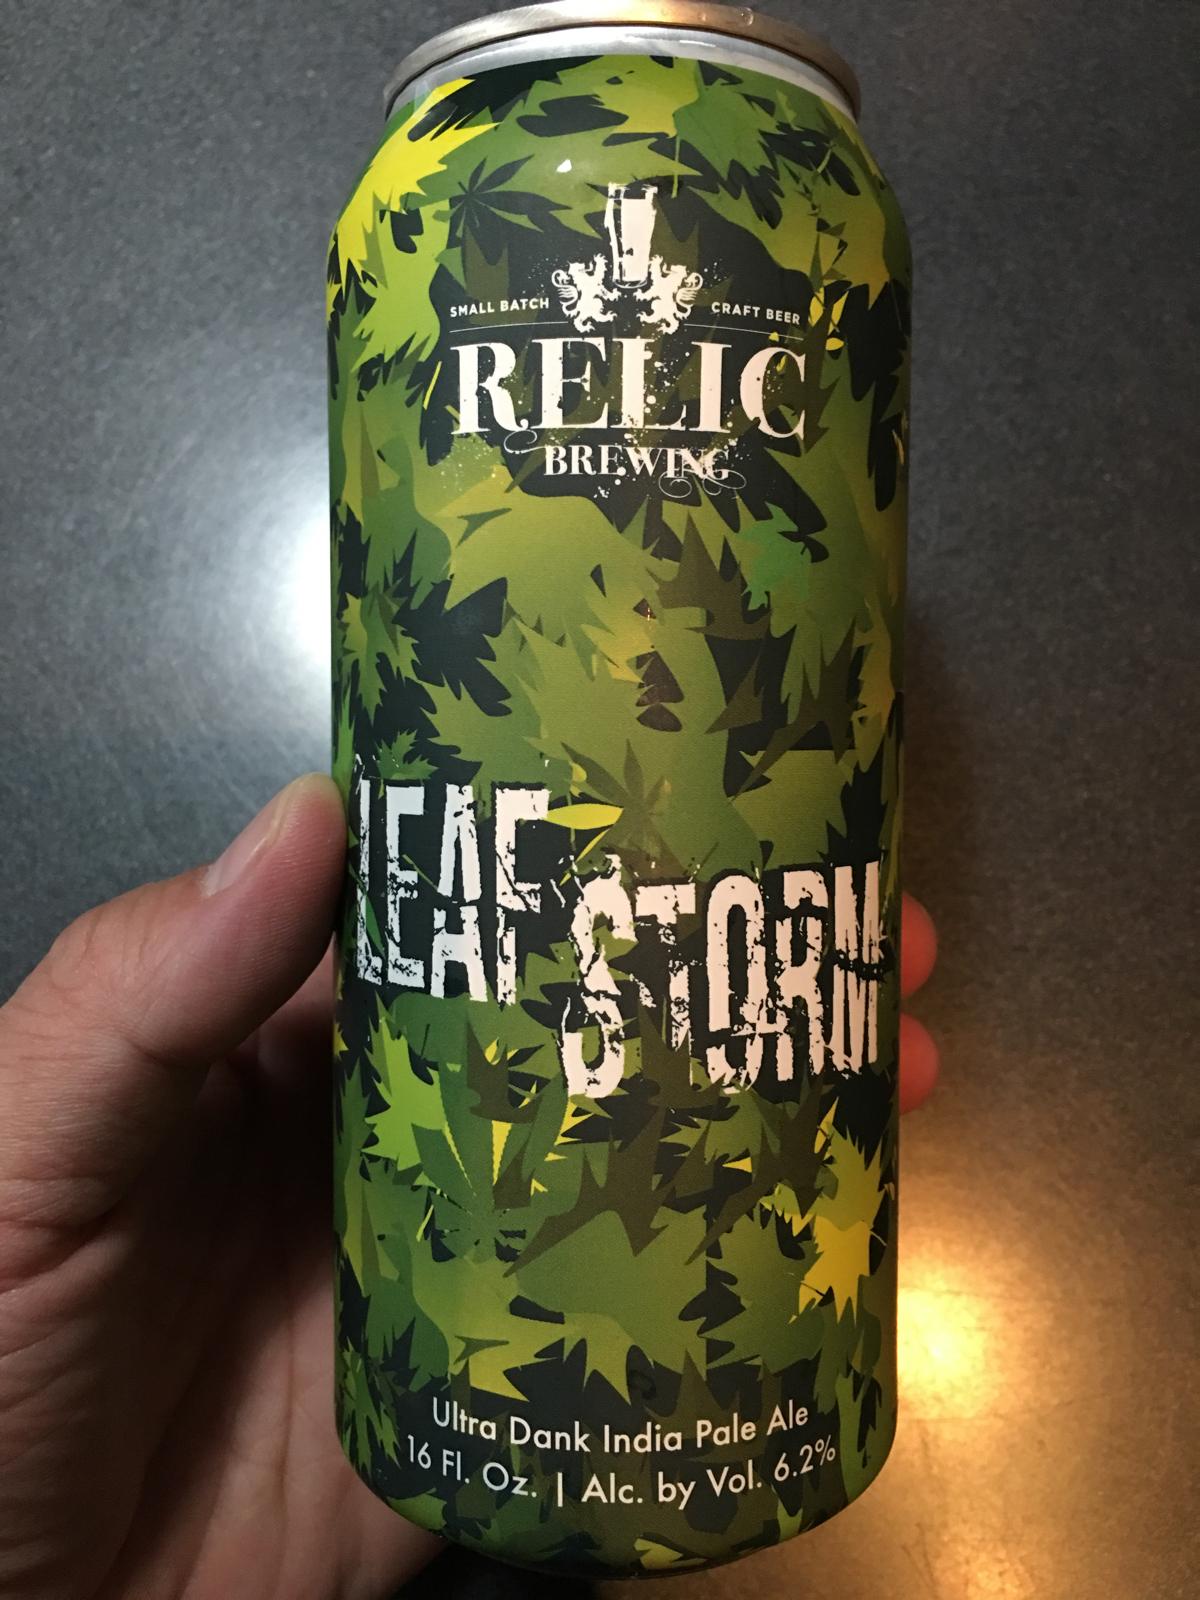 SMALL BATCH CRAFT BEER
RELIC
BREWING
LEAF
STORM
Ultra Dank India Pale Ale
16 Fl. Oz. | Alc. by Vol. 6.2%